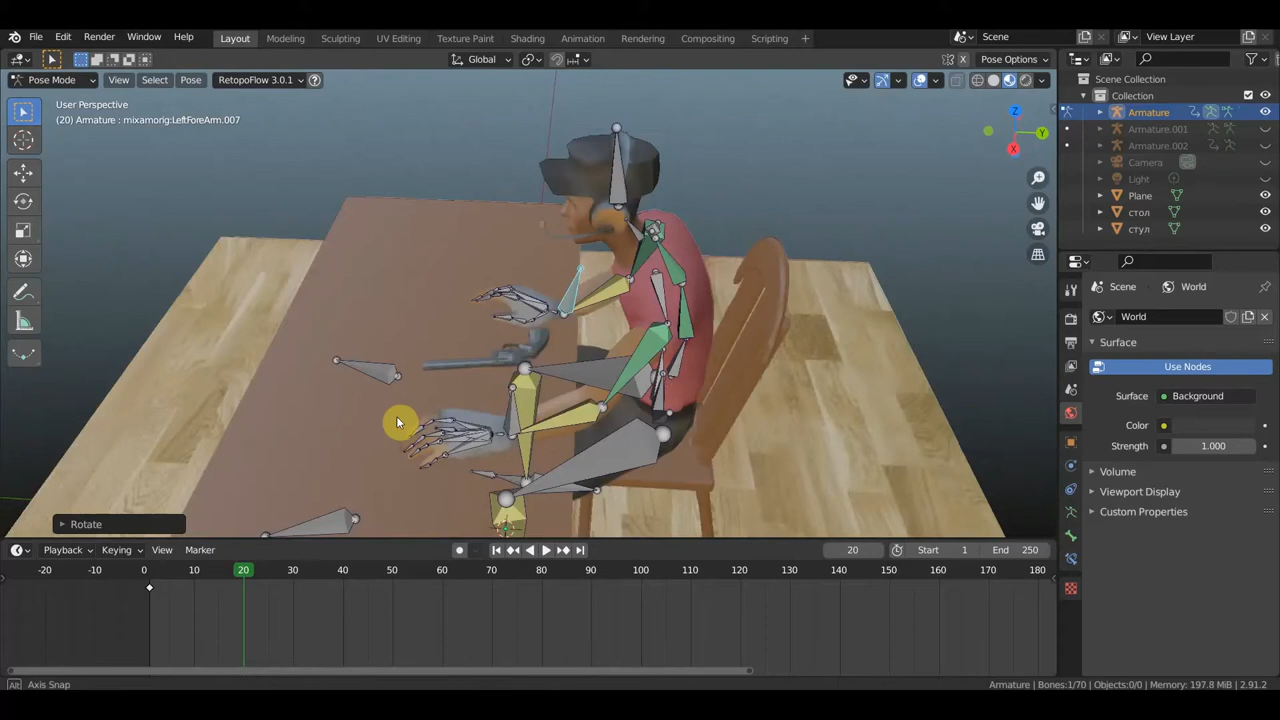 File Edit Render Window Help Layout Modeling Sculpting UV Editing Texture Paint Shading Animation Rendering Compositing Scripting + Scene View Layer
Global X Pose Options
Pose Mode View Select Pose RetopoFlow 3.0.1
User Perspective
(20) Armature : mixamorig:LeftForeArm.007
Z
Y
X
Rotate
Scene Collection
Collection
Armature
Armature.001
Armature.002
Camera
Light
Plane
стол
стул
Scene World
World
Surface
Use Nodes
Surface Background
Color
Strength 1.000
Volume
Viewport Display
Custom Properties
Playback Keying View Marker 20 Start 1 End 250
-20 -10 0 10 20 30 40 50 60 70 80 90 100 110 120 130 140 150 160 170 180
Alt Axis Snap Armature | Bones:1/70 | Objects:0/0 | Memory: 197.8 MiB | 2.91.2